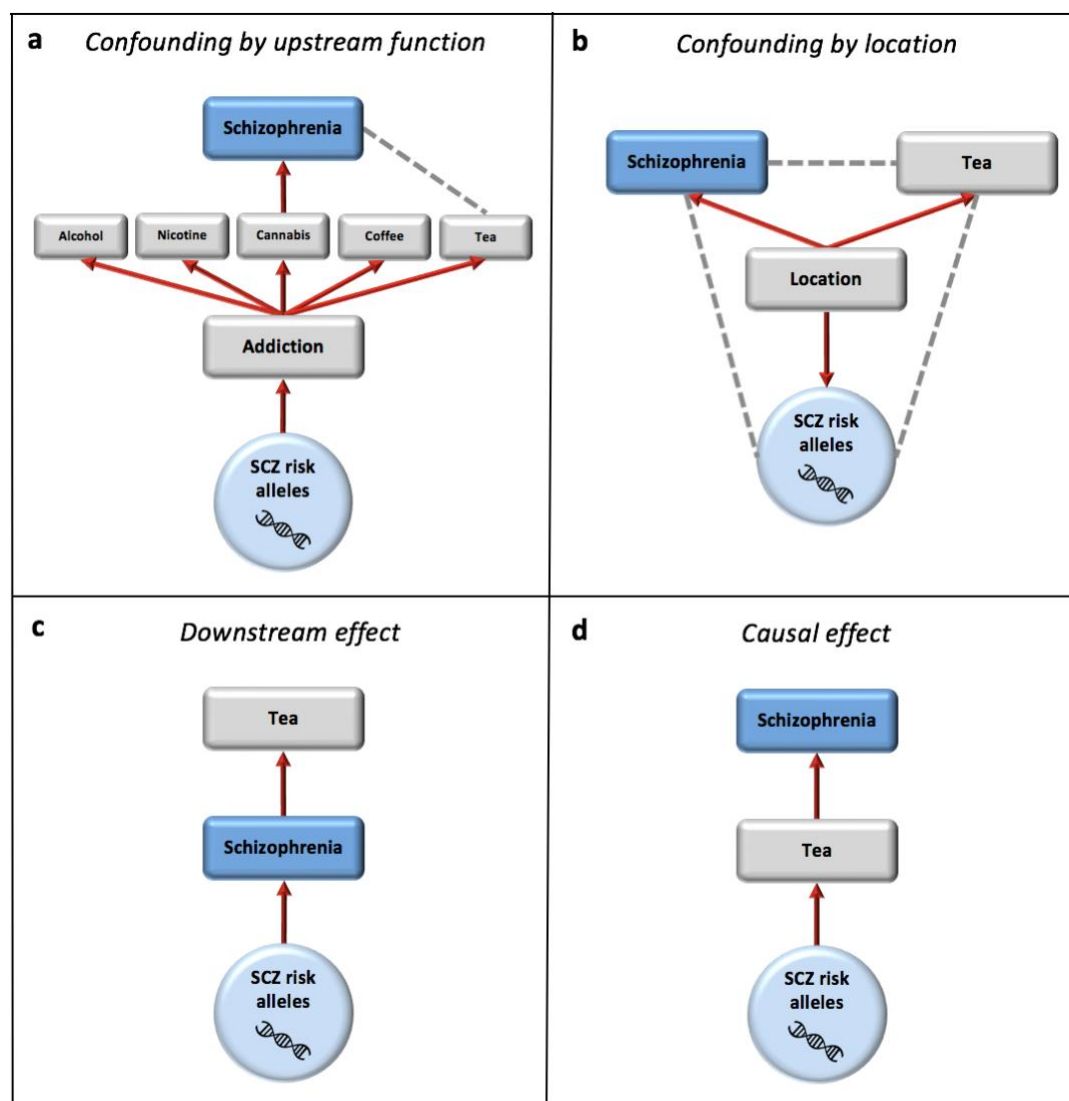 a Confounding by upstream function
Schizophrenia
Alcohol
Nicotine
Cannabis
Coffee
Tea
Addiction
SCZ risk
alleles
b Confounding by location
Schizophrenia
Tea
Location
SCZ risk
alleles
c Downstream effect
Tea
Schizophrenia
SCZ risk
alleles
d Causal effect
Schizophrenia
Tea
SCZ risk
alleles